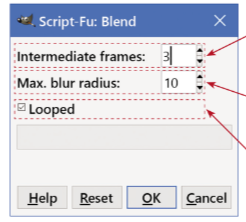 Script-Fu: Blend
Intermediate frames: 3
Max. blur radius: 10
Looped
Help Reset OK Cancel